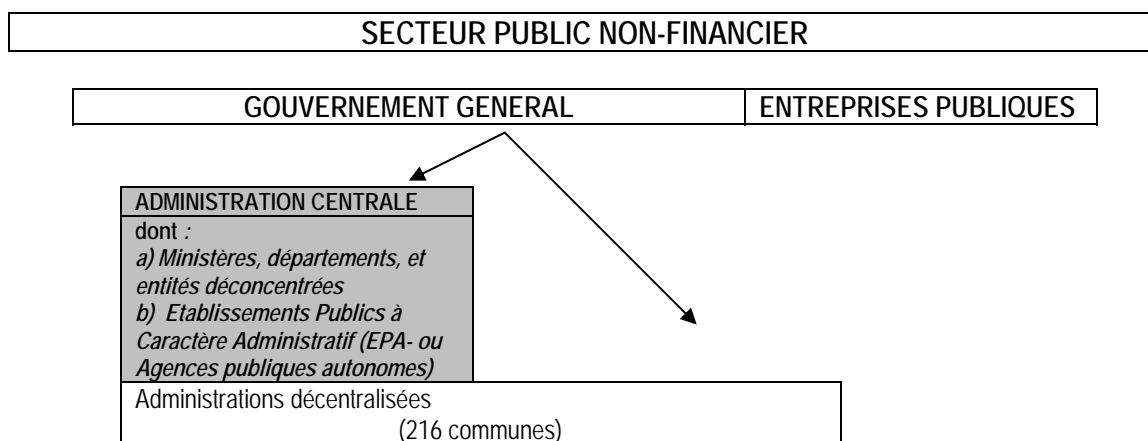 SECTEUR PUBLIC NON-FINANCIER
GOUVERNEMENT GENERAL
ENTREPRISES PUBLIQUES
ADMINISTRATION CENTRALE
dont :
a) Ministères, départements, et
entités déconcentrées
b) Etablissements Publics à
Caractère Administratif (EPA- ou
Agences publiques autonomes)
Administrations décentralisées
(216 communes)